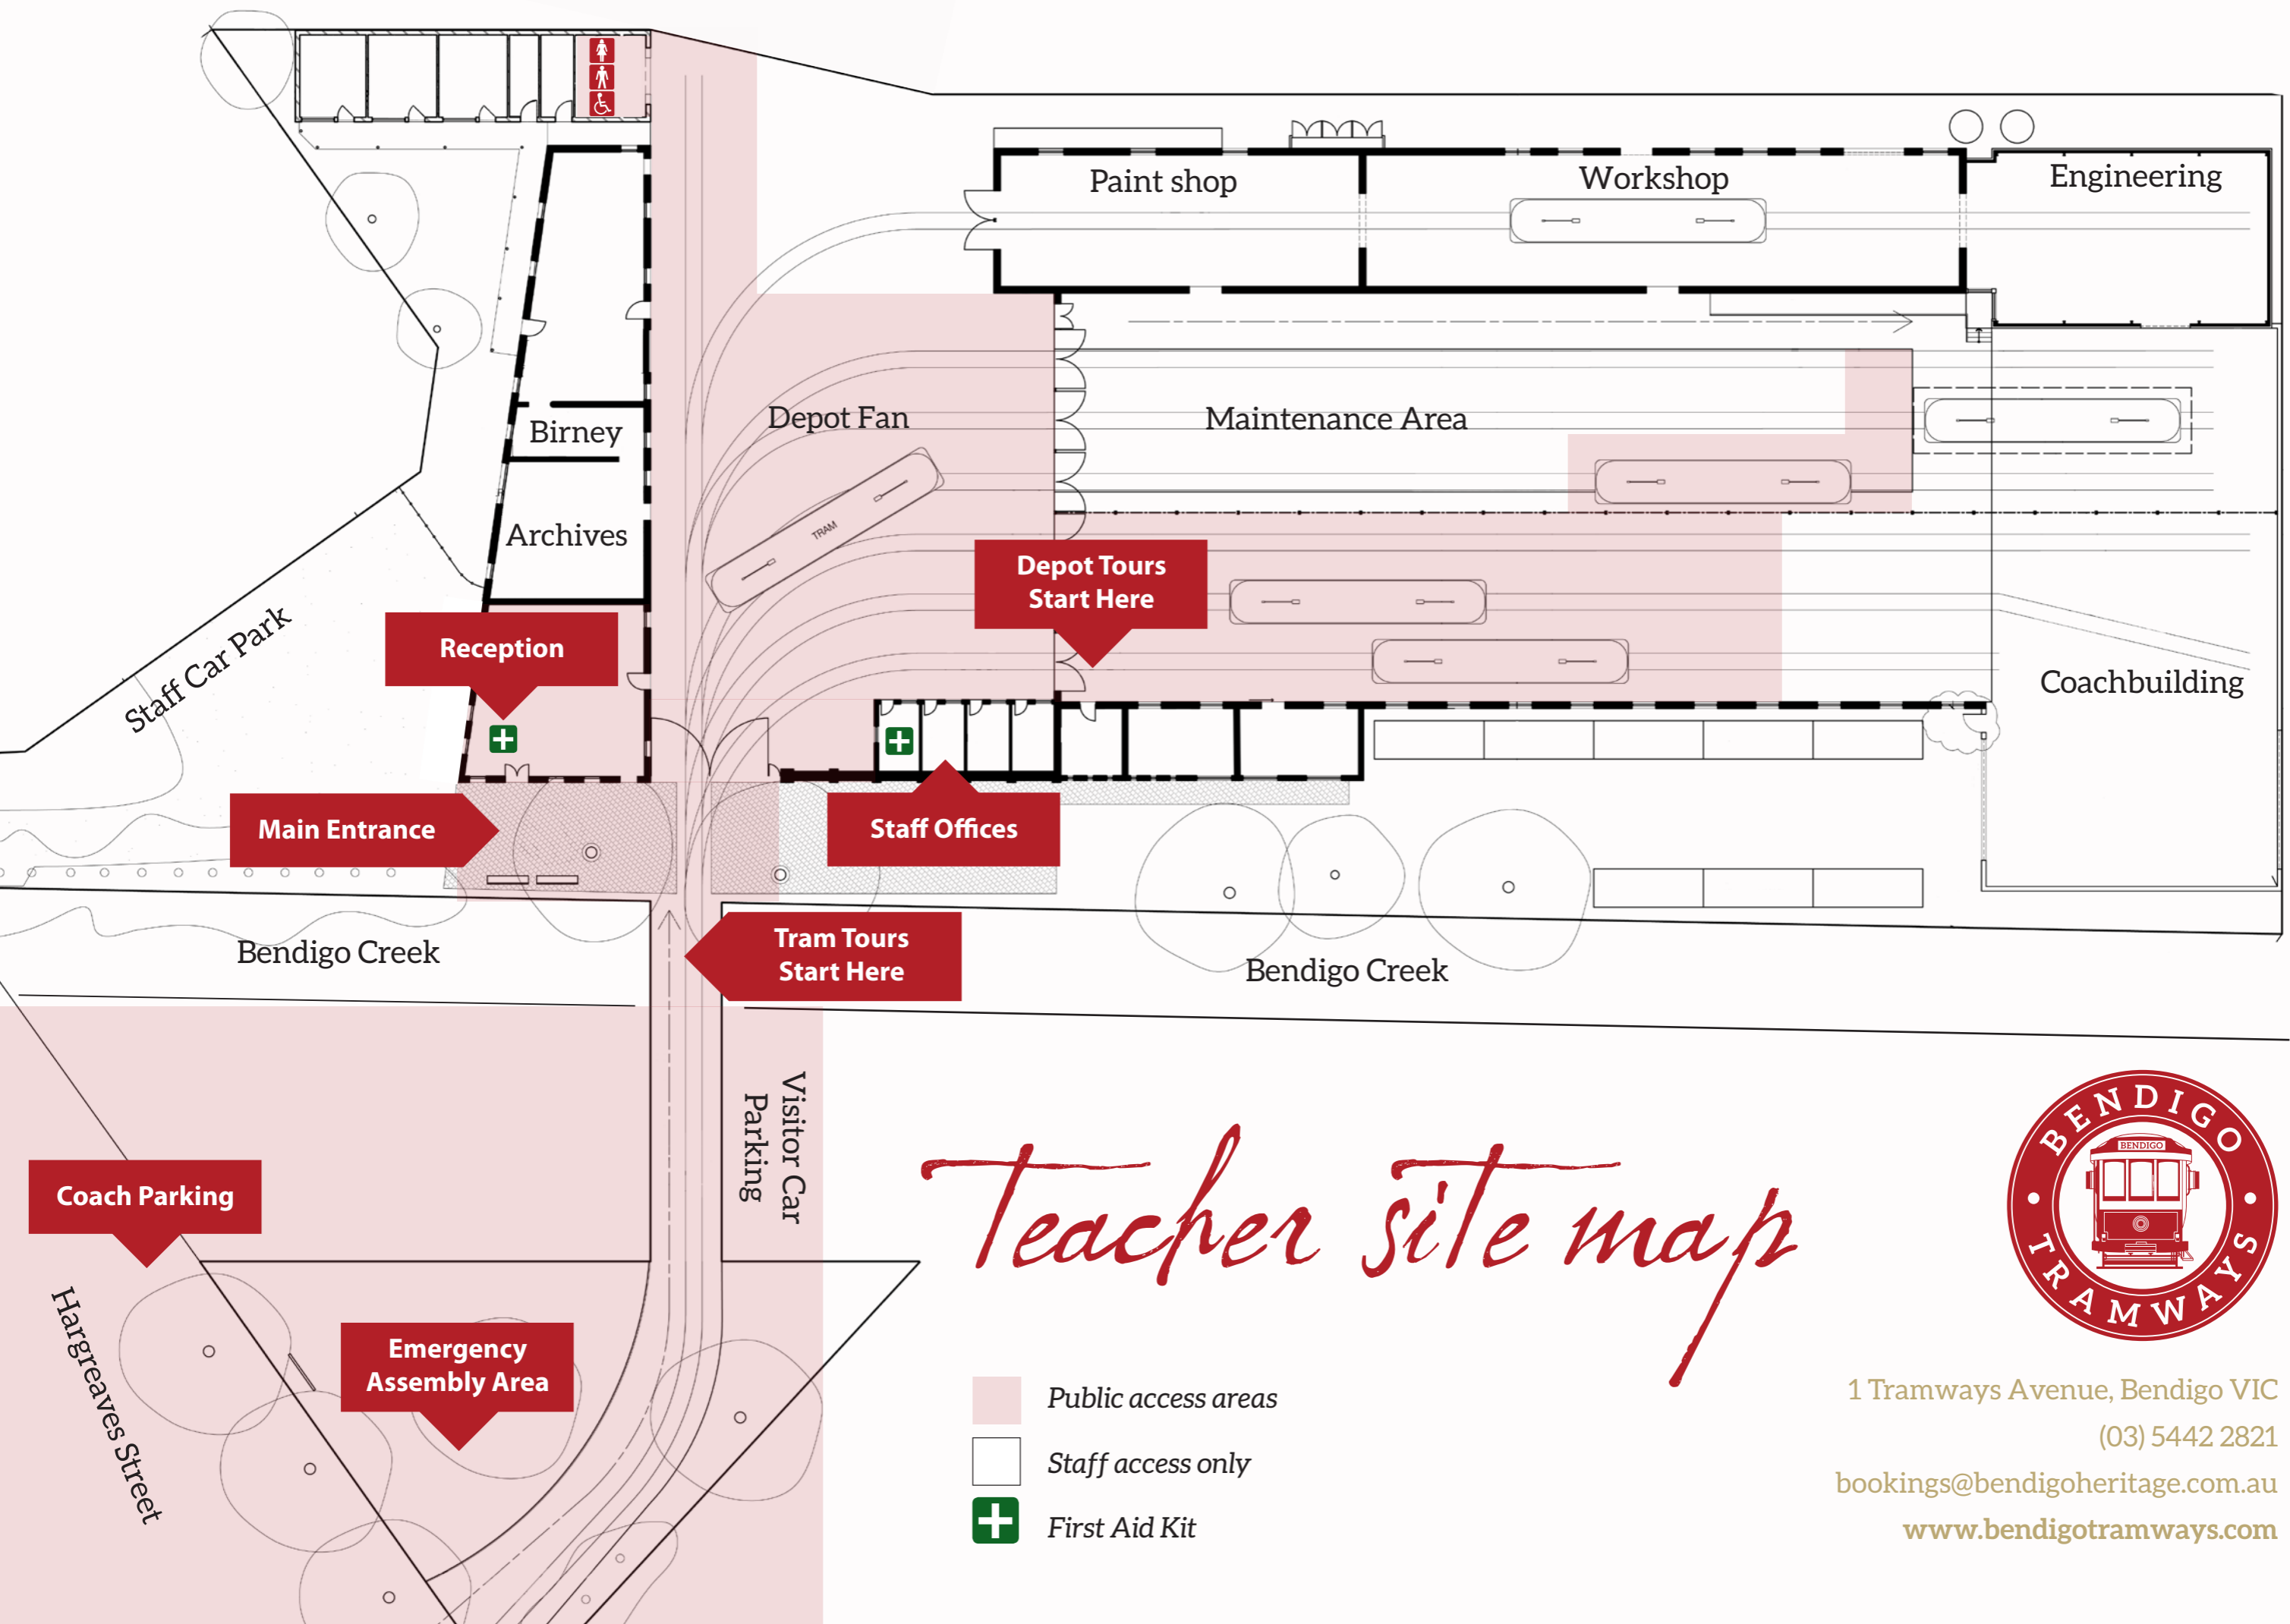 Paint shop
Workshop
Engineering
Depot Fan
Maintenance Area
Birney
Archives
TRAM
Depot Tours
Start Here
Reception
Staff Car Park
Coachbuilding
Main Entrance
Staff Offices
Tram Tours
Start Here
Bendigo Creek
Bendigo Creek
Visitor Car
Parking
Coach Parking
Hargreaves Street
Emergency
Assembly Area
Teacher site map
Public access areas
Staff access only
First Aid Kit
BENDIGO
BENDIGO
TRAMWAYS
1 Tramways Avenue, Bendigo VIC
(03) 5442 2821
bookings@bendigoheritage.com.au
www.bendigotramways.com